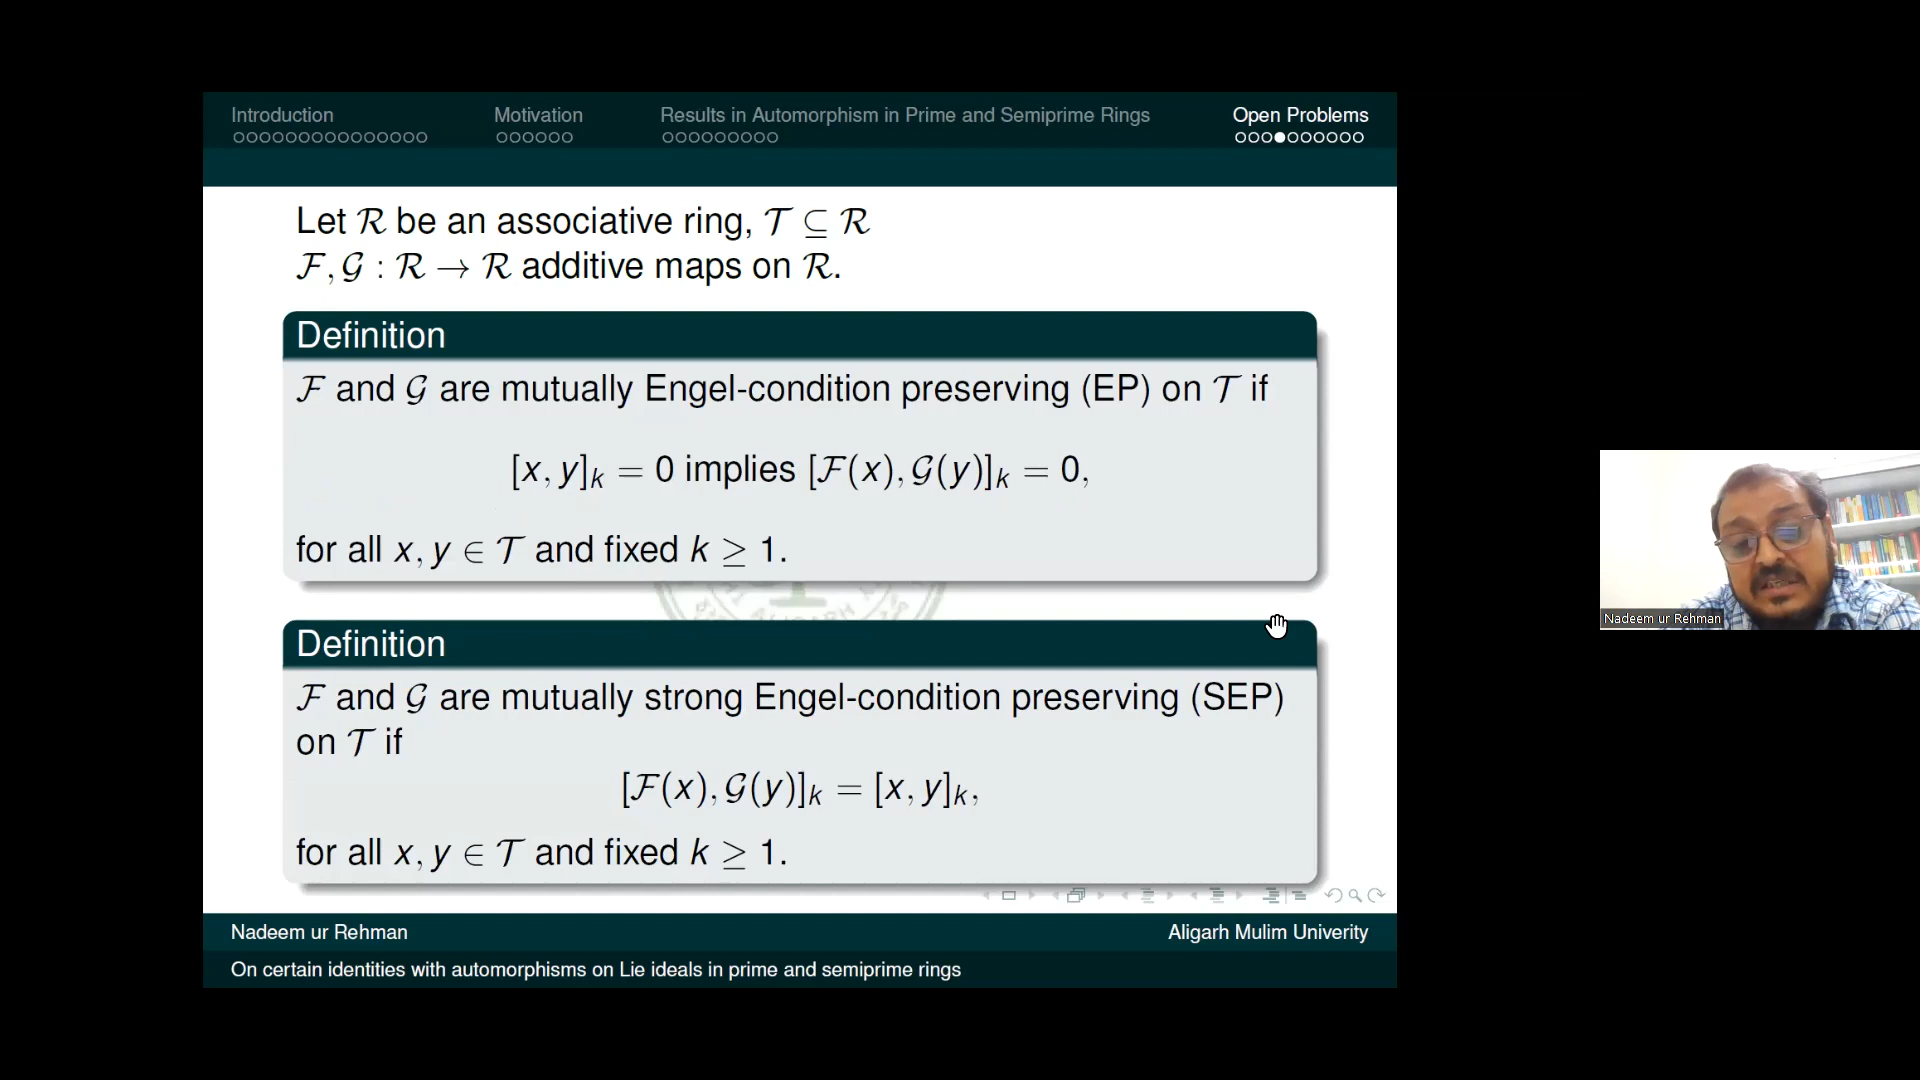 Introduction Motivation Results in Automorphism in Prime and Semiprime Rings Open Problems
Let ℛ be an associative ring, 𝒯 ⊆ ℛ
ℱ, 𝒢 : ℛ → ℛ additive maps on ℛ.
Definition
ℱ and 𝒢 are mutually Engel-condition preserving (EP) on 𝒯 if
[x, y]ₖ = 0 implies [ℱ(x), 𝒢(y)]ₖ = 0,
for all x, y ∈ 𝒯 and fixed k ≥ 1.
Definition
ℱ and 𝒢 are mutually strong Engel-condition preserving (SEP)
on 𝒯 if
[ℱ(x), 𝒢(y)]ₖ = [x, y]ₖ,
for all x, y ∈ 𝒯 and fixed k ≥ 1.
Nadeem ur Rehman Aligarh Mulim Univerity
On certain identities with automorphisms on Lie ideals in prime and semiprime rings
Nadeem ur Rehman